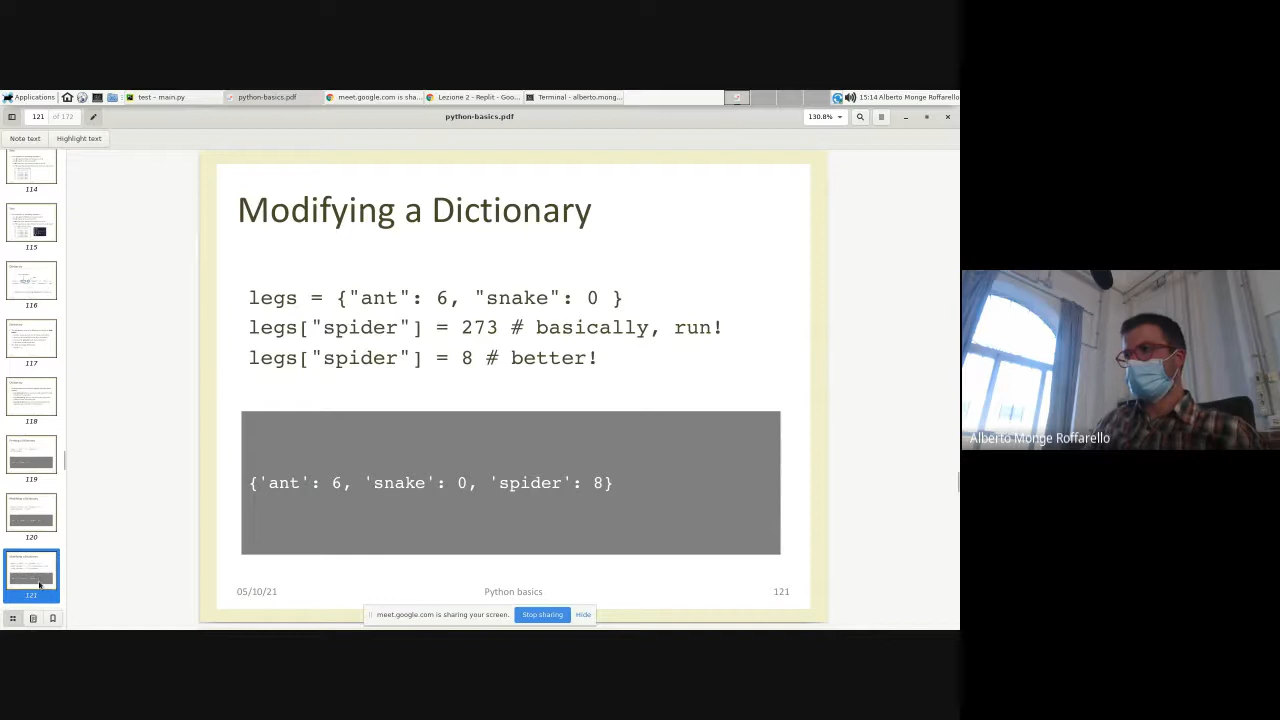 Applications
test – main.py
python-basics.pdf
meet.google.com is sha...
Lezione 2 - Replit - Goo...
Terminal - alberto.mong...
15:14 Alberto Monge Roffarello
121 of 172
python-basics.pdf
130.8%
Note text
Highlight text
114
115
116
117
118
119
120
121
Modifying a Dictionary
legs = {"ant": 6, "snake": 0 }
legs["spider"] = 273 # basically, run!
legs["spider"] = 8 # better!
{'ant': 6, 'snake': 0, 'spider': 8}
05/10/21
Python basics
121
meet.google.com is sharing your screen.
Stop sharing
Hide
Alberto Monge Roffarello